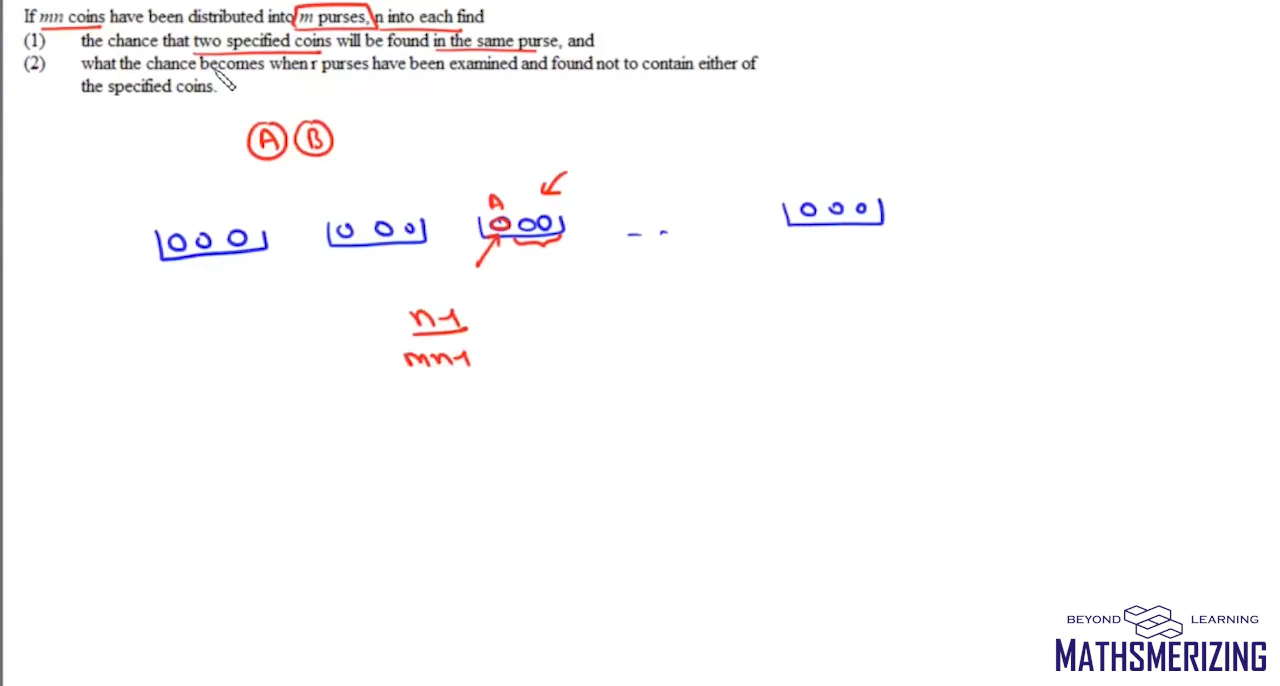 If mn coins have been distributed into m purses, n into each find
(1) the chance that two specified coins will be found in the same purse, and
(2) what the chance becomes when r purses have been examined and found not to contain either of
the specified coins.
A B
A
n-1
mn-1
BEYOND LEARNING
MATHSMERIZING